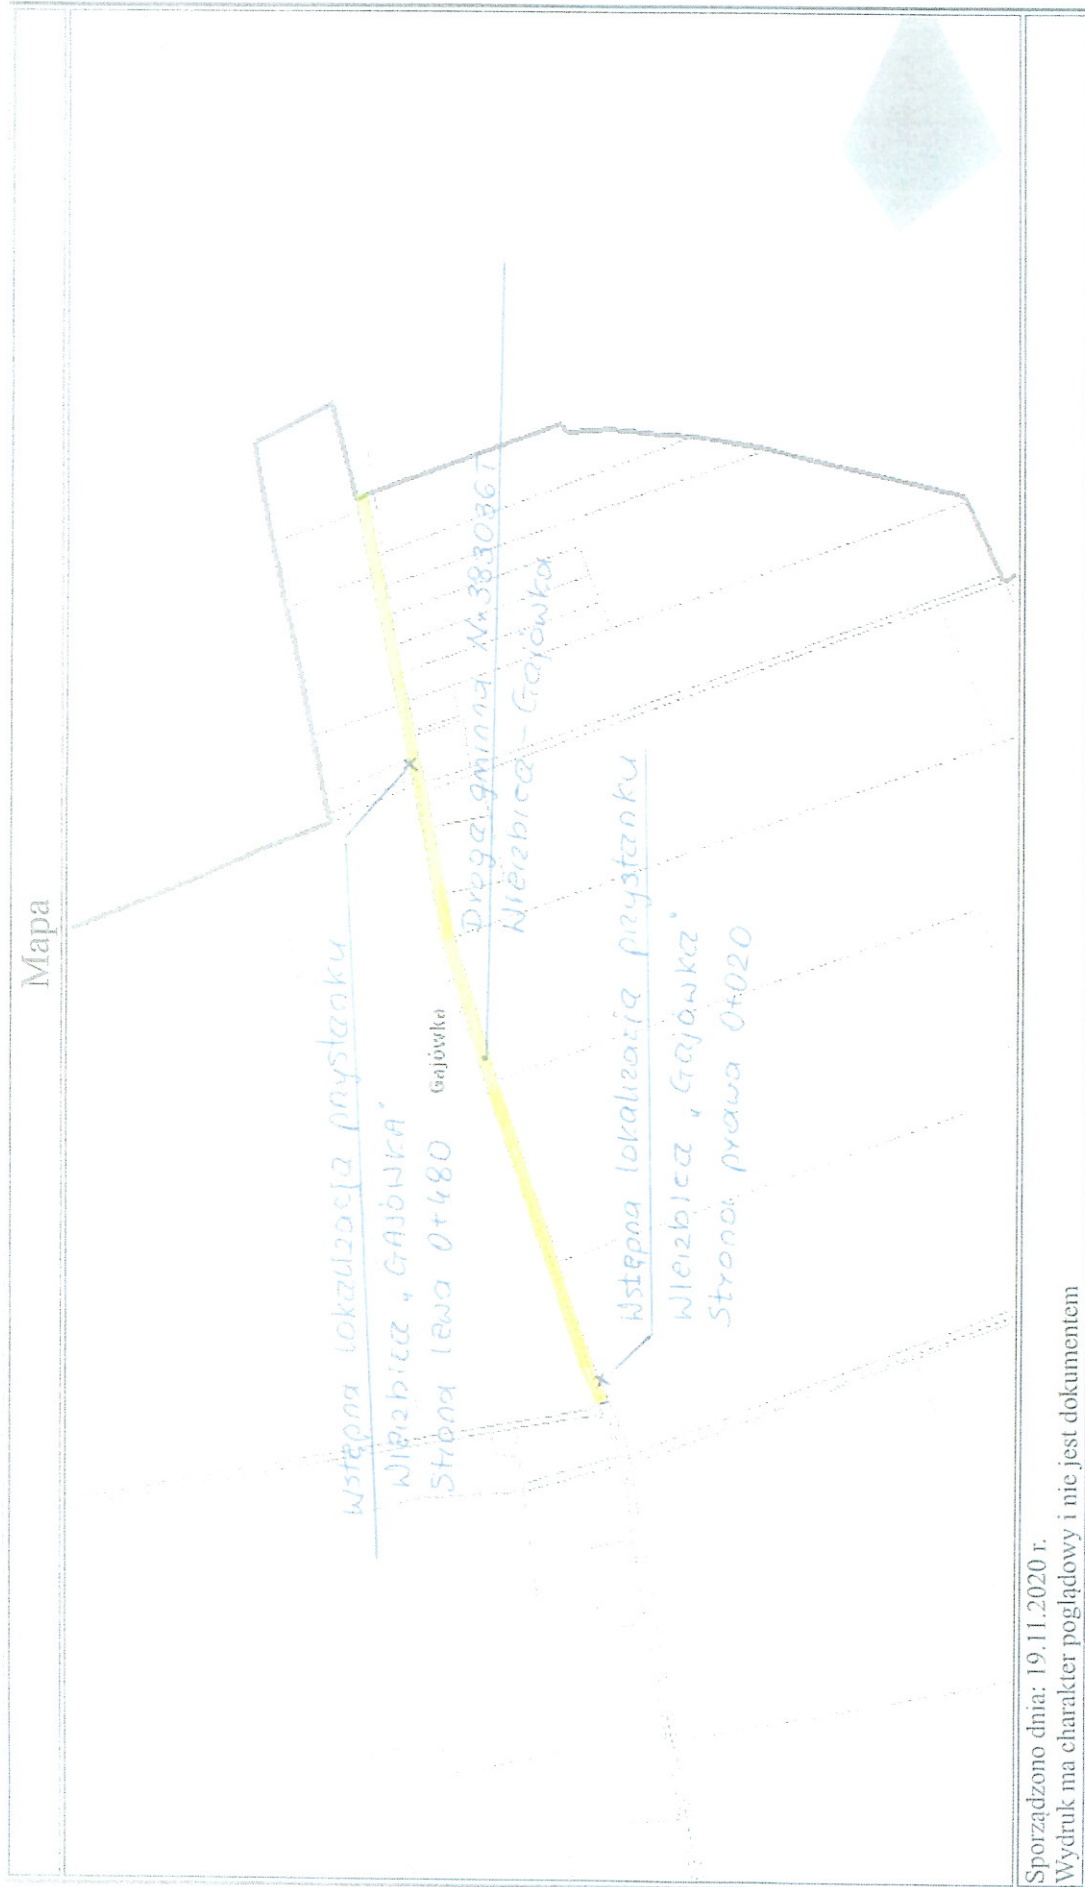 Mapa
Wstępna lokalizacja przystanku
Wierzbica „GAJÓWKA"
Strona lewa 0+480
Gajówka
Droga gminna Nr 383036T
Wierzbica - Gajówka
Wstępna lokalizacja przystanku
Wierzbica „Gajówka"
Strona prawa 0+020
Sporządzono dnia: 19.11.2020 r.
Wydruk ma charakter poglądowy i nie jest dokumentem